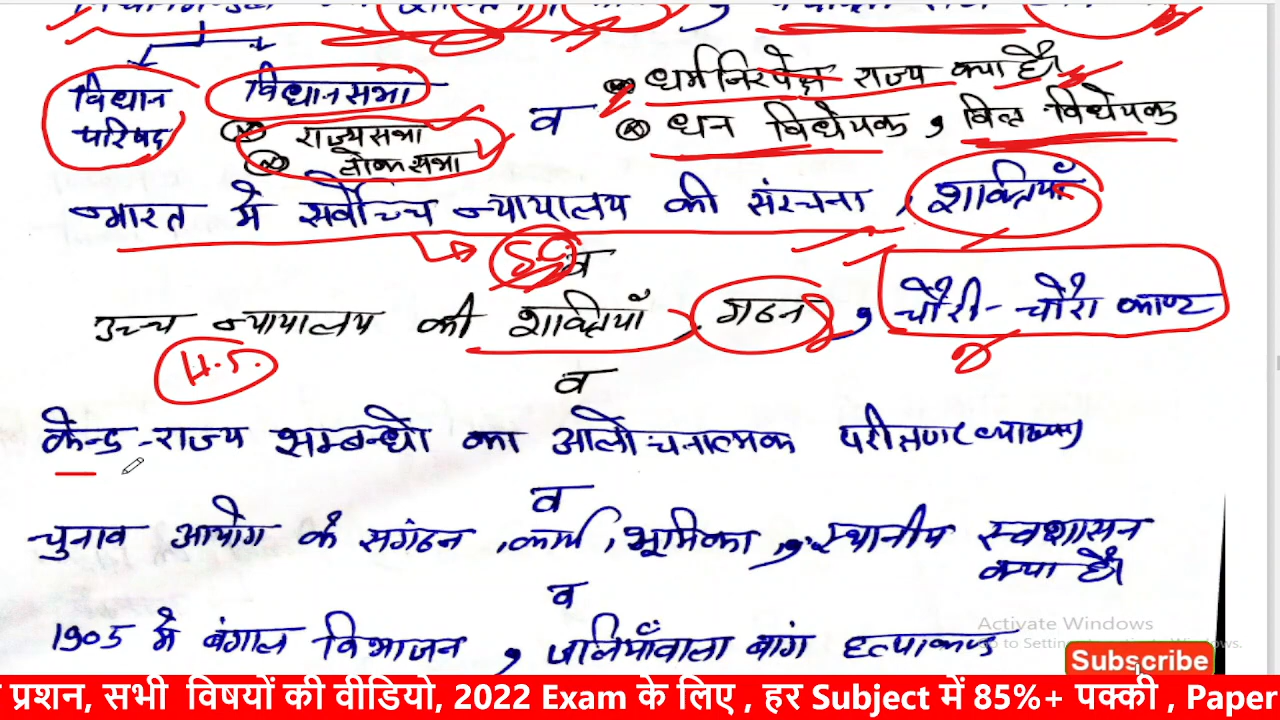 विधान विधानसभा
परिषद
राज्यसभा
लोकसभा
व
धर्मनिरपेक्ष राज्य क्या है।
धन विधेयक , वित्त विधेयक
भारत में सर्वोच्च न्यायालय की संरचना , शक्तियाँ
SC
व
उच्च न्यायालय की शक्तियाँ , गठन , चौरी-चौरा काण्ड
व
केन्द्र-राज्य सम्बन्धो का आलोचनात्मक
व
चुनाव आयोग के संगठन , कार्य , भूमिका , स्थानीय स्वशासन
क्या है।
व
1905 मे बंगाल विभाजन , जलियाँवाला बाग हत्याकाण्ड
Activate Windows
Subscribe
प्रशन, सभी विषयों की वीडियो, 2022 Exam के लिए , हर Subject में 85%+ पक्की , Paper